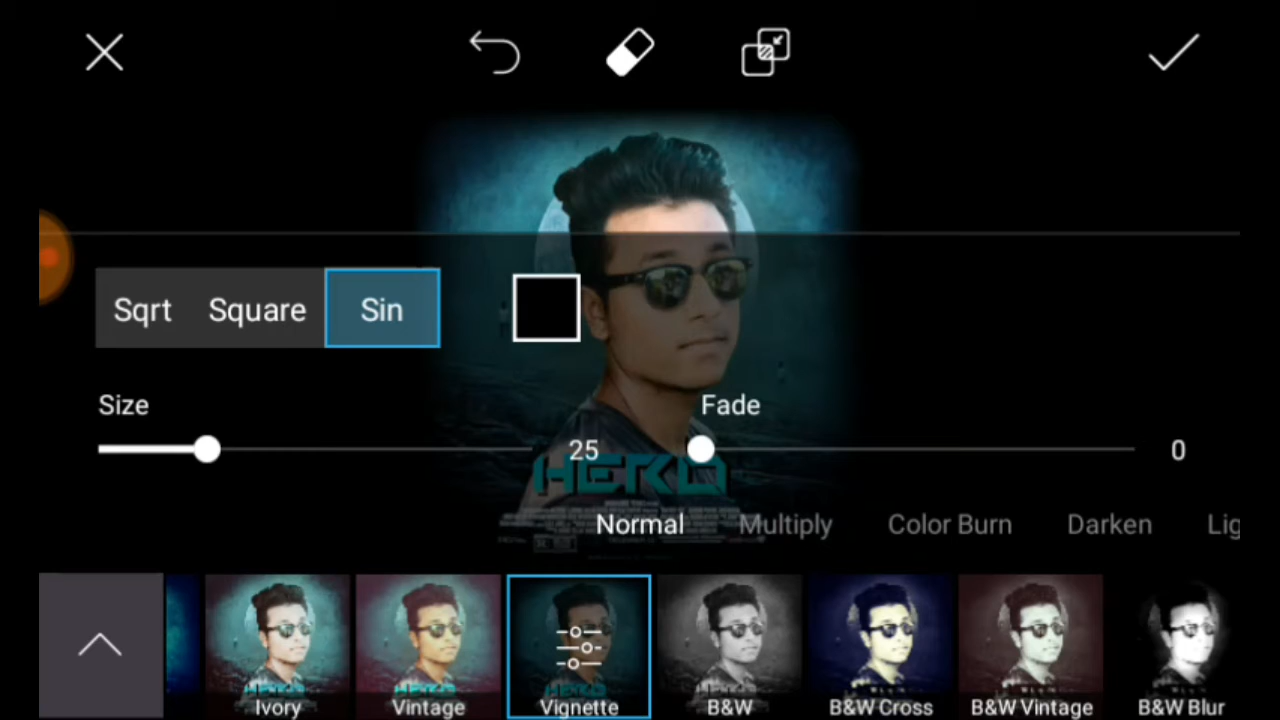 Sqrt Square Sin
Size
Fade
25
0
HERO
Normal Multiply Color Burn Darken Lig
Ivory Vintage Vignette B&W B&W Cross B&W Vintage B&W Blur